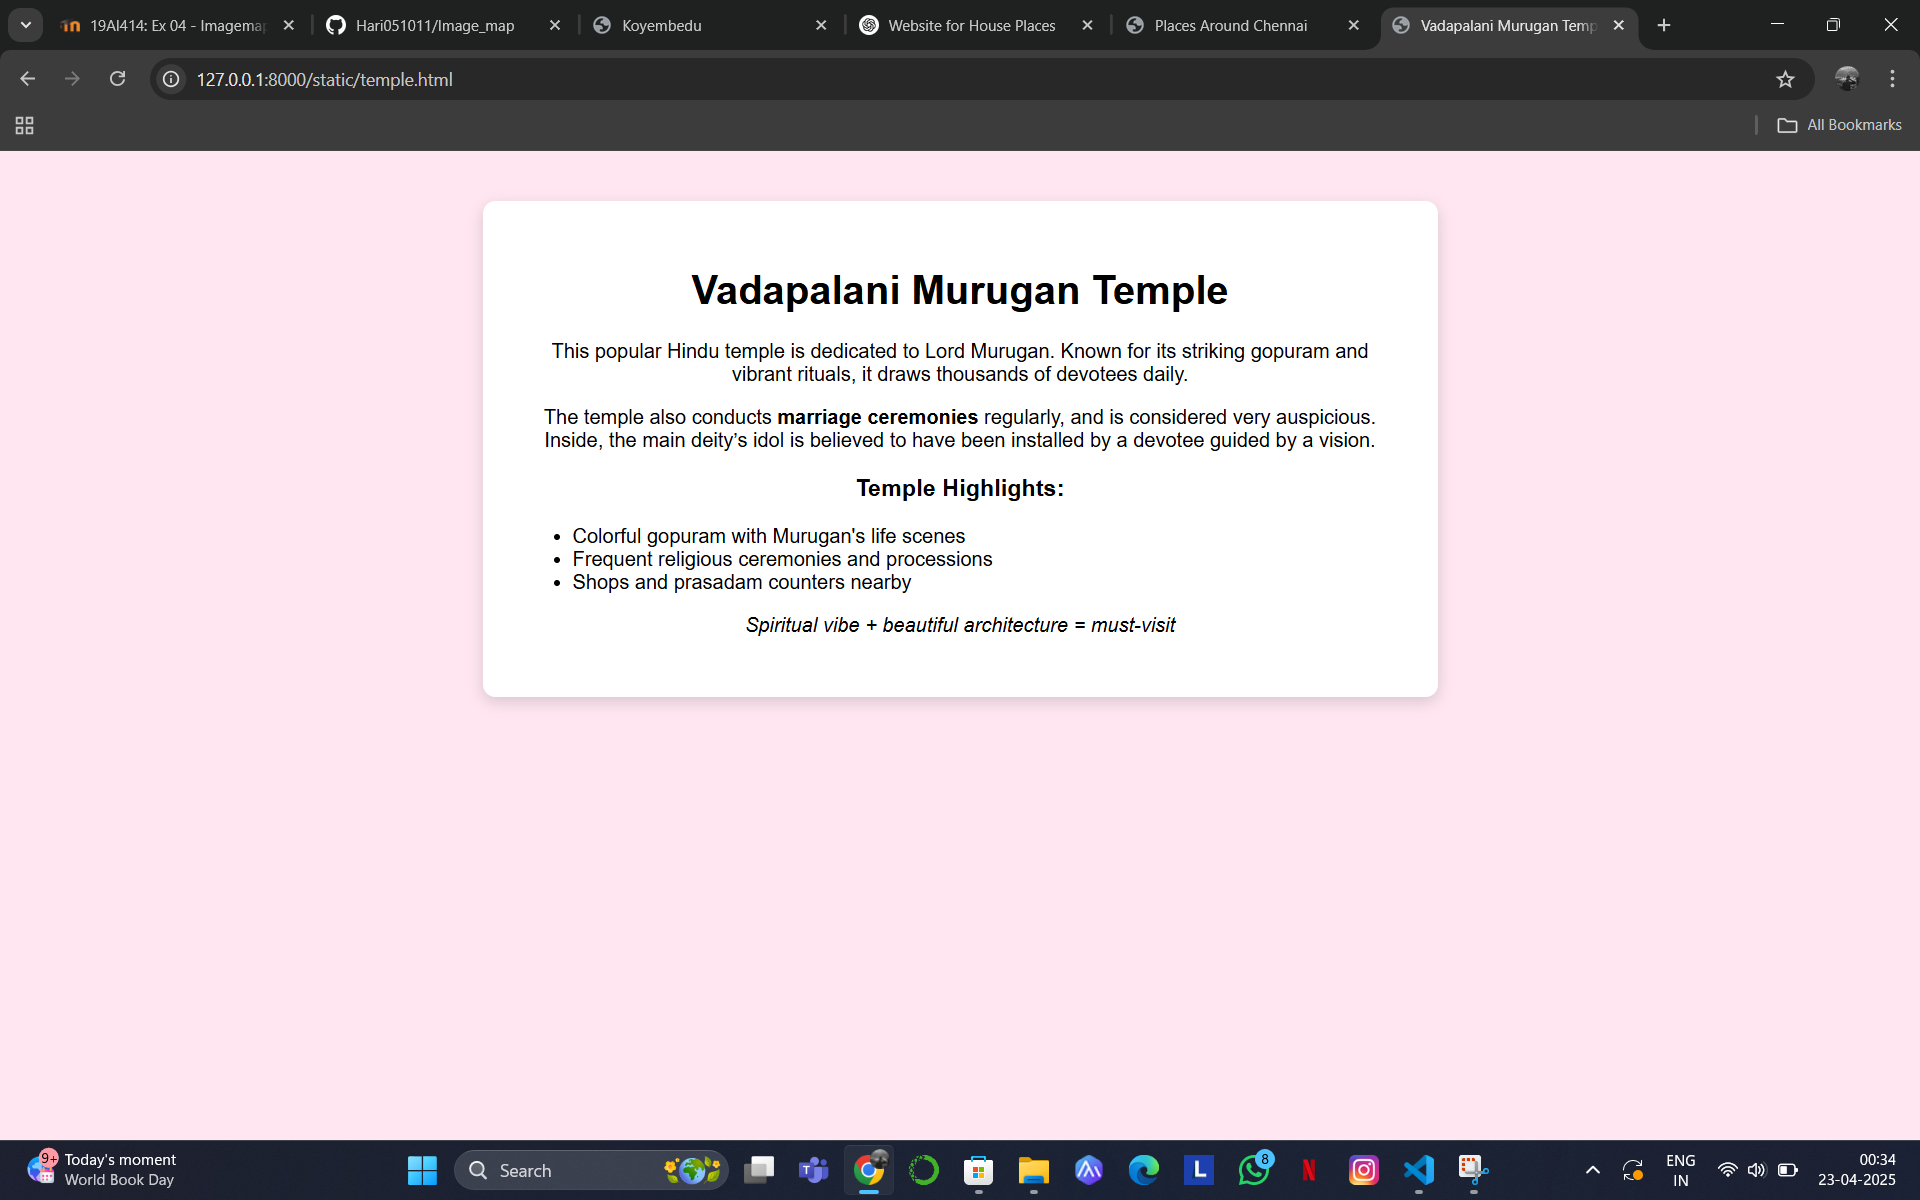 19AI414: Ex 04 - Imagemap
Hari051011/Image_map
Koyembedu
Website for House Places
Places Around Chennai
Vadapalani Murugan Temp
127.0.0.1:8000/static/temple.html
All Bookmarks
Vadapalani Murugan Temple
This popular Hindu temple is dedicated to Lord Murugan. Known for its striking gopuram and
vibrant rituals, it draws thousands of devotees daily.
The temple also conducts marriage ceremonies regularly, and is considered very auspicious.
Inside, the main deity’s idol is believed to have been installed by a devotee guided by a vision.
Temple Highlights:
• Colorful gopuram with Murugan's life scenes
• Frequent religious ceremonies and processions
• Shops and prasadam counters nearby
Spiritual vibe + beautiful architecture = must-visit
9+
Today's moment
World Book Day
Search
T
L
8
N
ENG
IN
00:34
23-04-2025